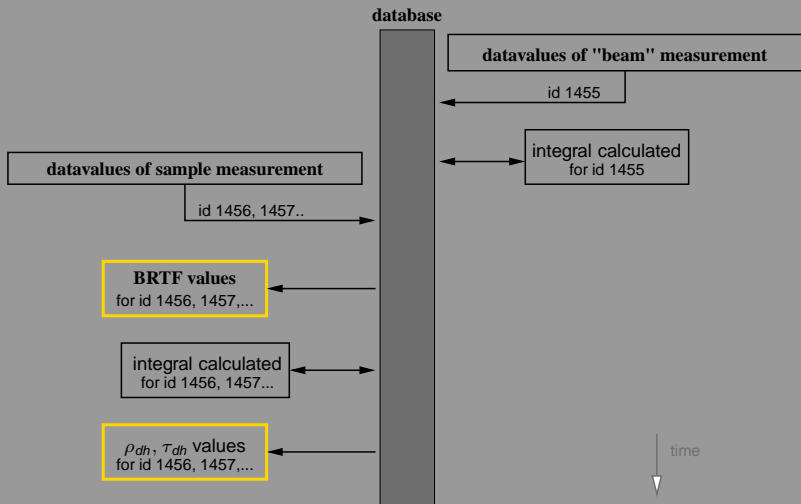 database
datavalues of "beam" measurement
id 1455
integral calculated
for id 1455
datavalues of sample measurement
id 1456, 1457..
BRTF values
for id 1456, 1457,...
integral calculated
for id 1456, 1457...
ρdh, τdh values
for id 1456, 1457,...
time